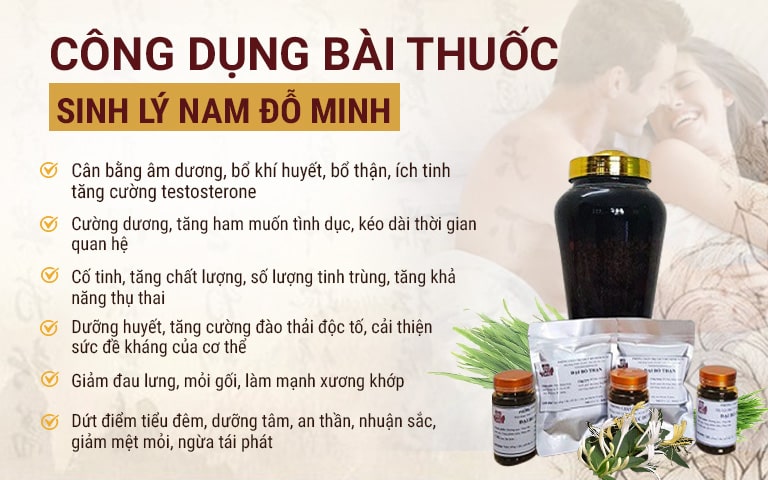 CÔNG DỤNG BÀI THUỐC
SINH LÝ NAM ĐỖ MINH
Cân bằng âm dương, bổ khí huyết, bổ thận, ích tinh
tăng cường testosterone
Cường dương, tăng ham muốn tình dục, kéo dài thời gian
quan hệ
Cố tinh, tăng chất lượng, số lượng tinh trùng, tăng khả
năng thụ thai
Dưỡng huyết, tăng cường đào thải độc tố, cải thiện
sức đề kháng của cơ thể
Giảm đau lưng, mỏi gối, làm mạnh xương khớp
Dứt điểm tiểu đêm, dưỡng tâm, an thần, nhuận sắc,
giảm mệt mỏi, ngừa tái phát
ĐẠI BỔ THẬN
ĐẠI BỔ THẬN